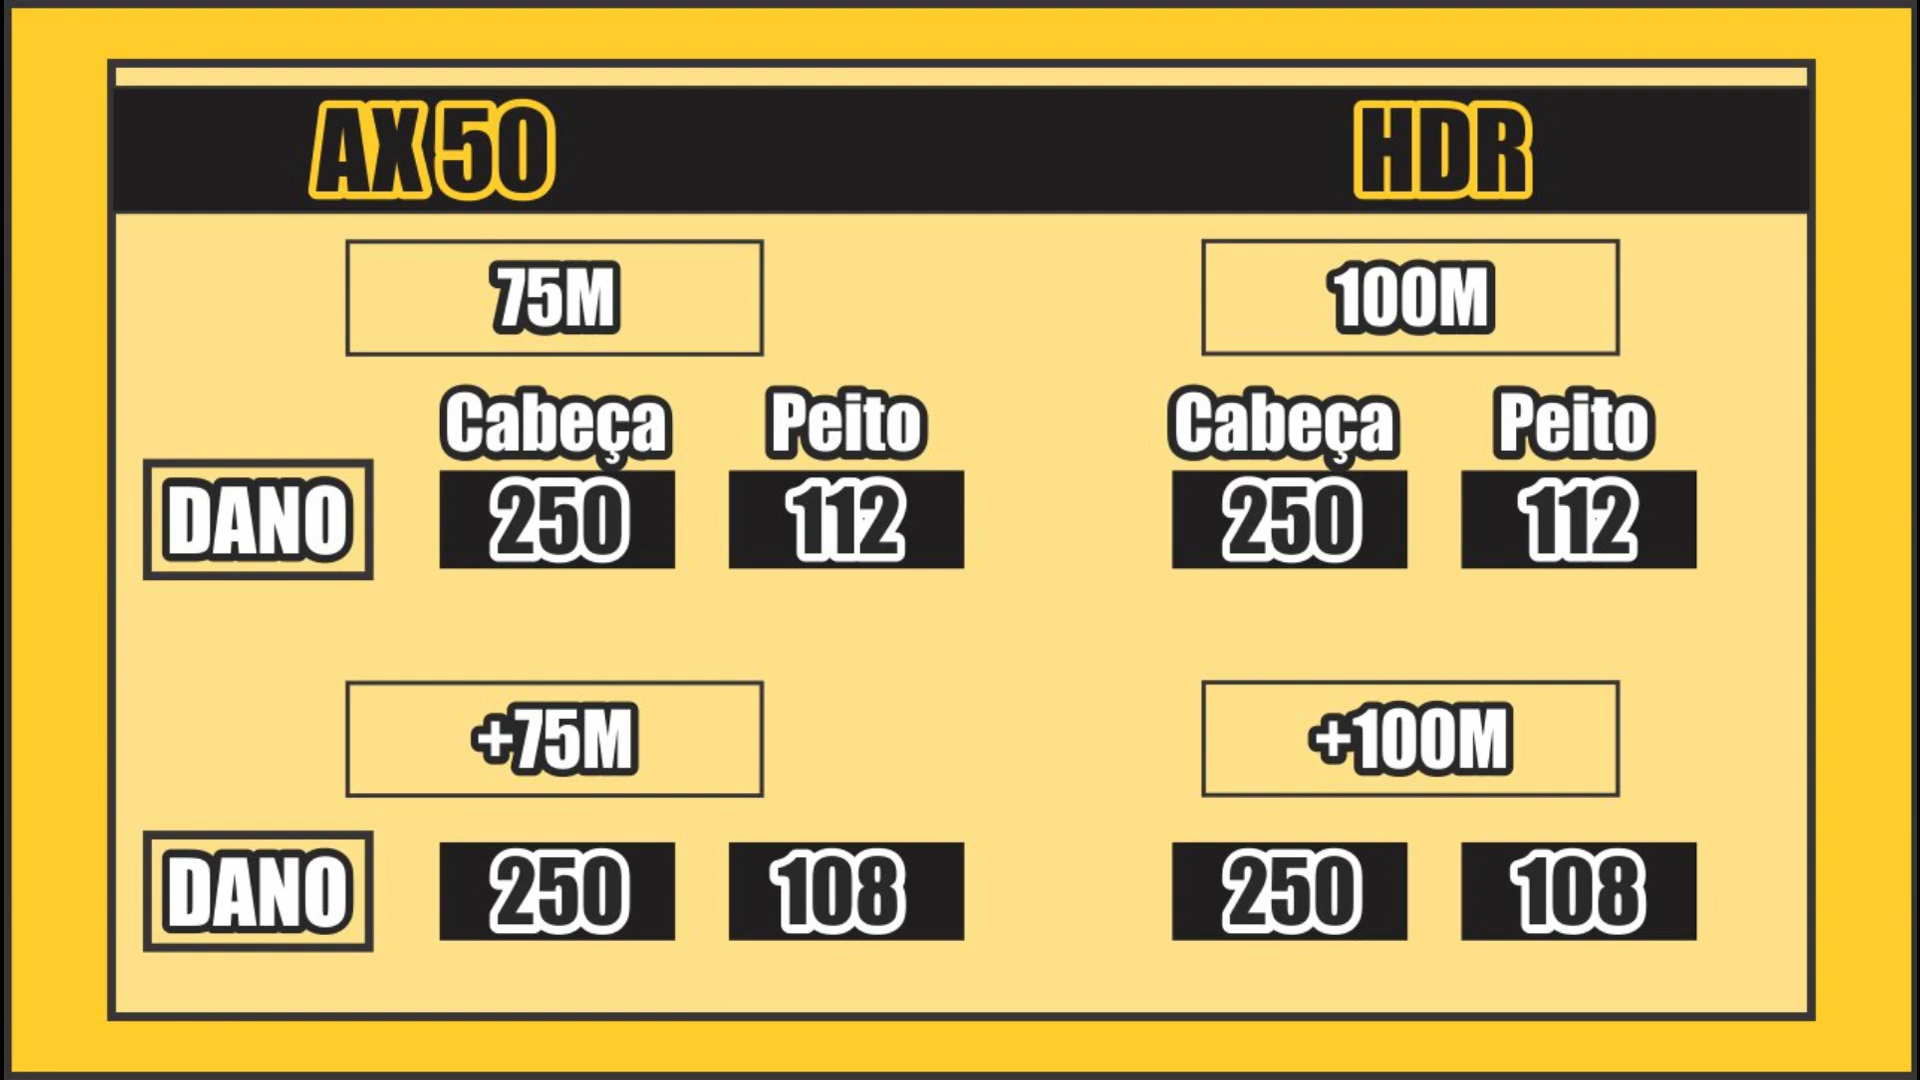 AX 50 HDR
75M 100M
Cabeça Peito Cabeça Peito
DANO 250 112 250 112
+75M +100M
DANO 250 108 250 108